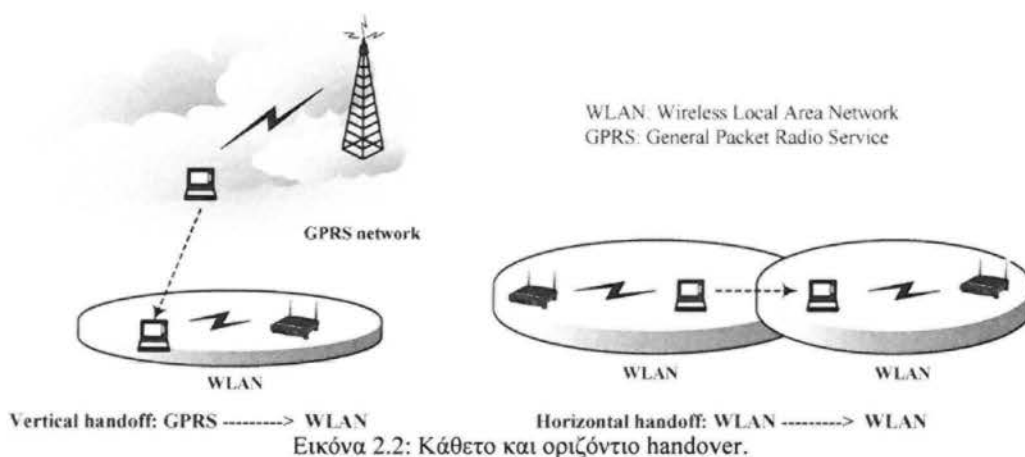 WLAN: Wireless Local Area Network
GPRS: General Packet Radio Service
GPRS network
WLAN
WLAN
WLAN
Vertical handoff: GPRS --------> WLAN
Horizontal handoff: WLAN --------> WLAN
Εικόνα 2.2: Κάθετο και οριζόντιο handover.